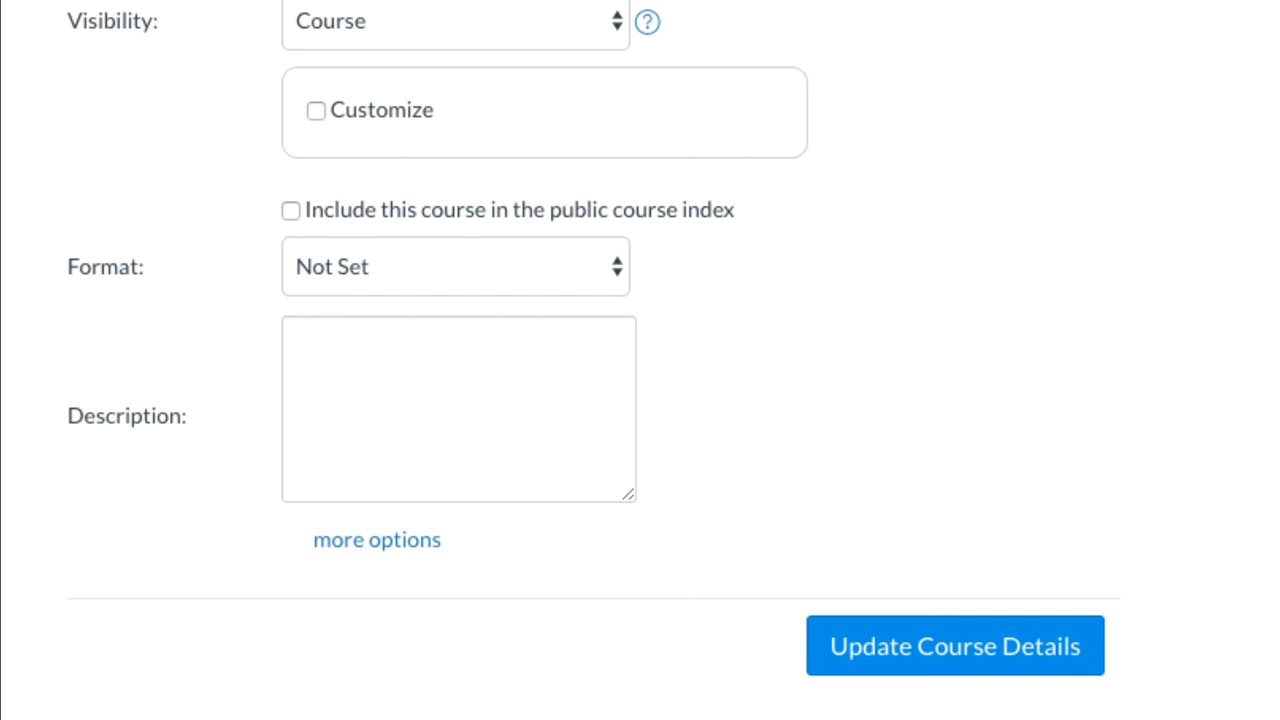 Visibility:
Course
?
Customize
Include this course in the public course index
Format:
Not Set
Description:
more options
Update Course Details